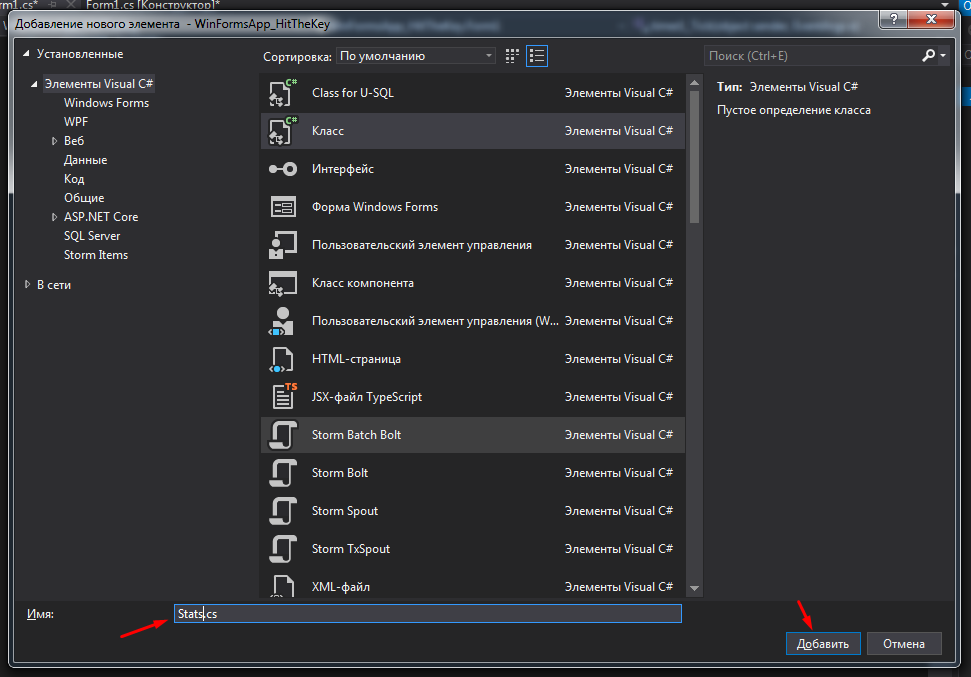 rm1.cs* Form1.cs [Конструктор]*
Добавление нового элемента - WinFormsApp_HitTheKey
Установленные
Элементы Visual C#
Windows Forms
WPF
Веб
Данные
Код
Общие
ASP.NET Core
SQL Server
Storm Items
В сети
Сортировка: По умолчанию
Поиск (Ctrl+E)
Class for U-SQL Элементы Visual C#
Класс Элементы Visual C#
Интерфейс Элементы Visual C#
Форма Windows Forms Элементы Visual C#
Пользовательский элемент управления Элементы Visual C#
Класс компонента Элементы Visual C#
Пользовательский элемент управления (W... Элементы Visual C#
HTML-страница Элементы Visual C#
JSX-файл TypeScript Элементы Visual C#
Storm Batch Bolt Элементы Visual C#
Storm Bolt Элементы Visual C#
Storm Spout Элементы Visual C#
Storm TxSpout Элементы Visual C#
XML-файл Элементы Visual C#
Тип: Элементы Visual C#
Пустое определение класса
Имя: Stats.cs
Добавить Отмена